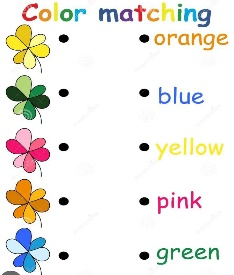 Color matching
orange
blue
yellow
pink
green